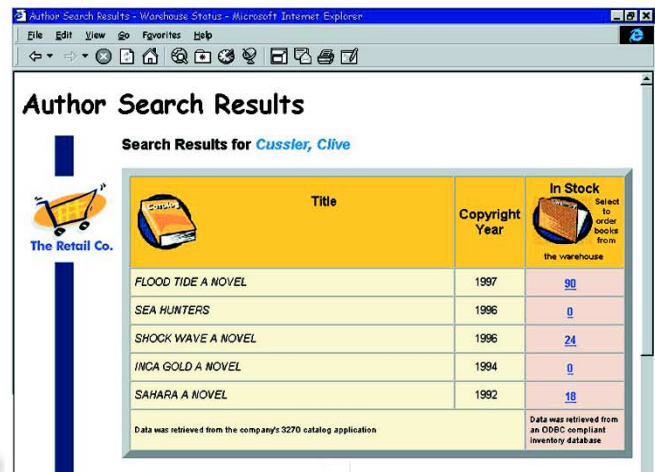 Author Search Results - Warehouse Status - Microsoft Internet Explorer
File Edit View Go Favorites Help
Author Search Results
Search Results for Cussler, Clive
The Retail Co.
Title
Copyright
Year
In Stock
Select
to
order
books
from
the warehouse
FLOOD TIDE A NOVEL 1997 90
SEA HUNTERS 1996 0
SHOCK WAVE A NOVEL 1996 24
INCA GOLD A NOVEL 1994 0
SAHARA A NOVEL 1992 18
Data was retrieved from the company's 3270 catalog application
Data was retrieved from
an ODBC compliant
inventory database